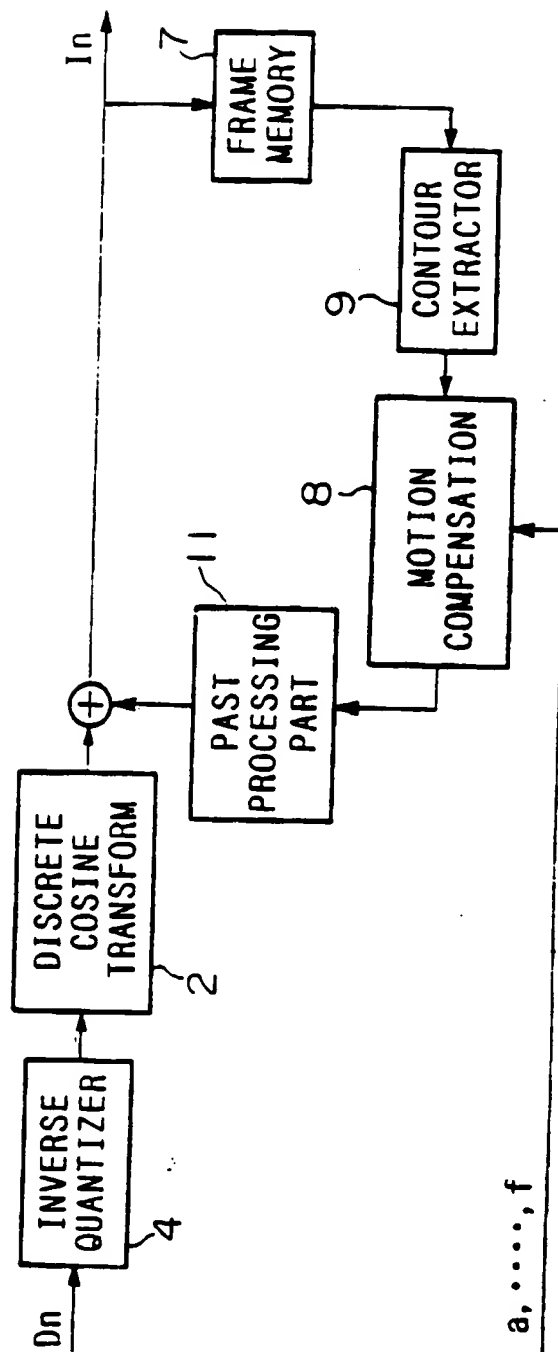 Dn
INVERSE
QUANTIZER
4
DISCRETE
COSINE
TRANSFORM
2
+
In
FRAME
MEMORY
7
CONTOUR
EXTRACTOR
9
MOTION
COMPENSATION
8
PAST
PROCESSING
PART
11
a, ····, f